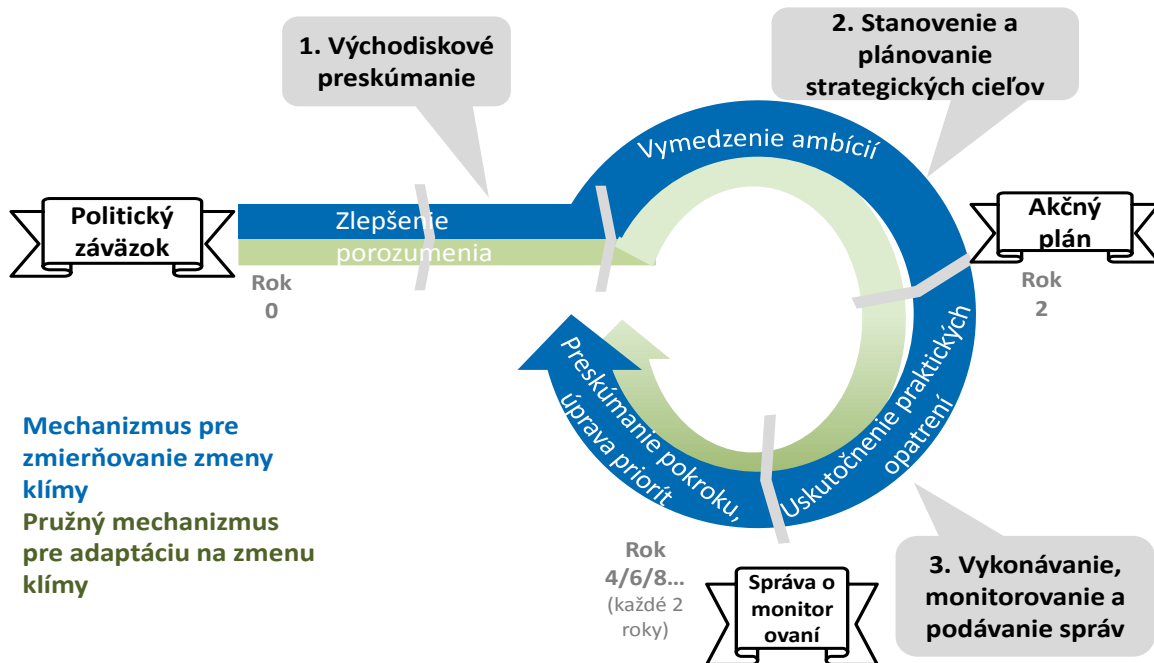 1. Východiskové
preskúmanie
2. Stanovenie a
plánovanie
strategických cieľov
Vymedzenie ambícií
Politický
záväzok
Zlepšenie
porozumenia
Akčný
plán
Rok
0
Rok
2
Preskúmanie pokroku,
úprava priorít
Uskutočnenie praktických
opatrení
Mechanizmus pre
zmierňovanie zmeny
klímy
Pružný mechanizmus
pre adaptáciu na zmenu
klímy
Rok
4/6/8...
(každé 2
roky)
Správa o
monitor
ovaní
3. Vykonávanie,
monitorovanie a
podávanie správ